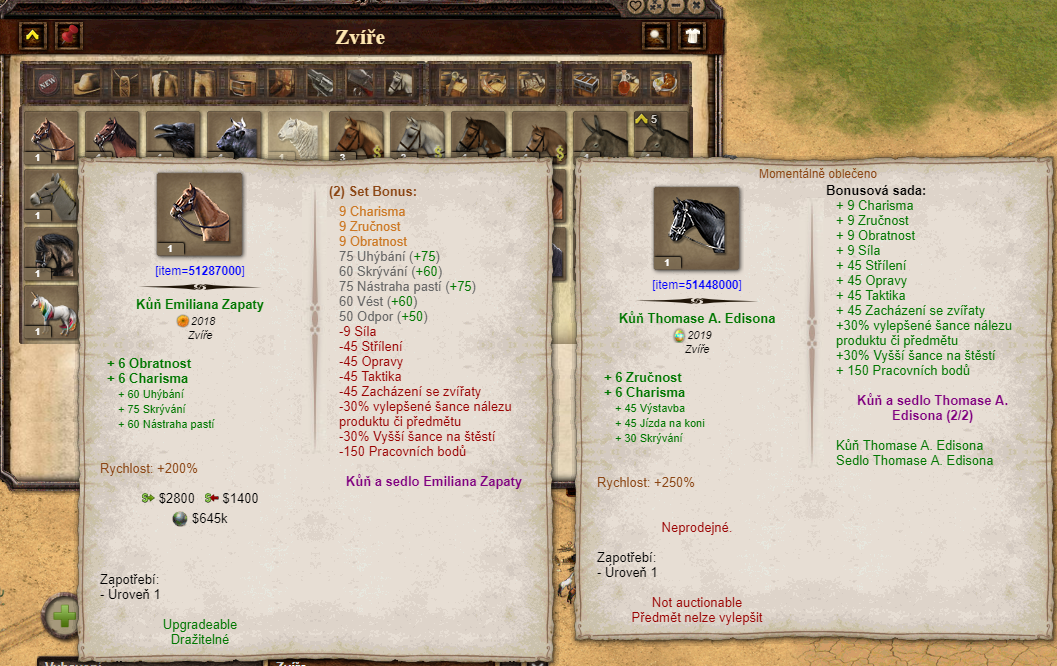 Zvíře
NEW
5
1
1
3
2
1
1
1
1
1
(2) Set Bonus:
9 Charisma
9 Zručnost
9 Obratnost
75 Uhýbání (+75)
60 Skrývání (+60)
75 Nástraha pastí (+75)
60 Vést (+60)
50 Odpor (+50)
-9 Síla
-45 Střílení
-45 Opravy
-45 Taktika
-45 Zacházení se zvířaty
-30% vylepšené šance nálezu
produktu či předmětu
-30% Vyšší šance na štěstí
-150 Pracovních bodů
Kůň a sedlo Emiliana Zapaty
1
[item=51287000]
Kůň Emiliana Zapaty
2018
Zvíře
+ 6 Obratnost
+ 6 Charisma
+ 60 Uhýbání
+ 75 Skrývání
+ 60 Nástraha pastí
Rychlost: +200%
$2800 $1400
$645k
Zapotřebí:
- Úroveň 1
Upgradeable
Dražitelné
Momentálně oblečeno
1
[item=51448000]
Kůň Thomase A. Edisona
2019
Zvíře
+ 6 Zručnost
+ 6 Charisma
+ 45 Výstavba
+ 45 Jízda na koni
+ 30 Skrývání
Rychlost: +250%
Neprodejné.
Zapotřebí:
- Úroveň 1
Not auctionable
Předmět nelze vylepšit
Bonusová sada:
+ 9 Charisma
+ 9 Zručnost
+ 9 Obratnost
+ 9 Síla
+ 45 Střílení
+ 45 Opravy
+ 45 Taktika
+ 45 Zacházení se zvířaty
+30% vylepšené šance nálezu
produktu či předmětu
+30% Vyšší šance na štěstí
+ 150 Pracovních bodů
Kůň a sedlo Thomase A.
Edisona (2/2)
Kůň Thomase A. Edisona
Sedlo Thomase A. Edisona